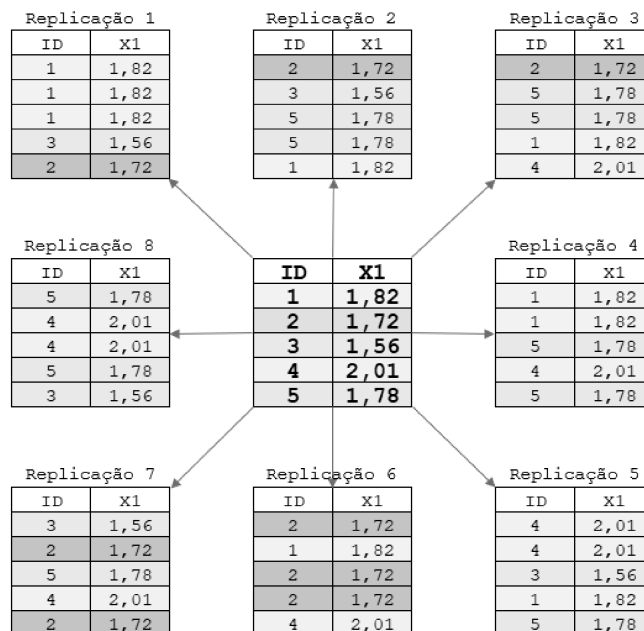 Replicação 1
ID X1
1 1,82
1 1,82
1 1,82
3 1,56
2 1,72
Replicação 2
ID X1
2 1,72
3 1,56
5 1,78
5 1,78
1 1,82
Replicação 3
ID X1
2 1,72
5 1,78
5 1,78
1 1,82
4 2,01
Replicação 8
ID X1
5 1,78
4 2,01
4 2,01
5 1,78
3 1,56
ID X1
1 1,82
2 1,72
3 1,56
4 2,01
5 1,78
Replicação 4
ID X1
1 1,82
1 1,82
5 1,78
4 2,01
5 1,78
Replicação 7
ID X1
3 1,56
2 1,72
5 1,78
4 2,01
2 1,72
Replicação 6
ID X1
2 1,72
1 1,82
2 1,72
2 1,72
4 2,01
Replicação 5
ID X1
4 2,01
4 2,01
3 1,56
1 1,82
5 1,78